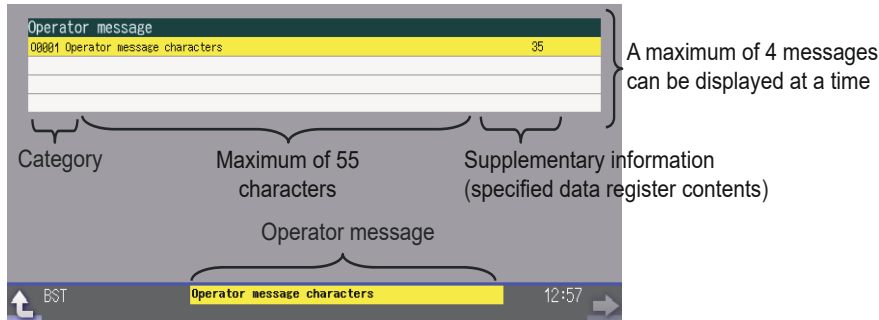 Operator message
00001 Operator message characters 35
A maximum of 4 messages
can be displayed at a time
Category
Maximum of 55
characters
Supplementary information
(specified data register contents)
Operator message
BST Operator message characters 12:57